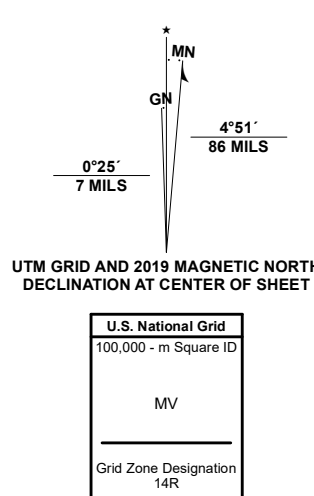 MN
GN
4°51´
86 MILS
0°25´
7 MILS
UTM GRID AND 2019 MAGNETIC NORTH
DECLINATION AT CENTER OF SHEET
U.S. National Grid
100,000 - m Square ID
MV
Grid Zone Designation
14R